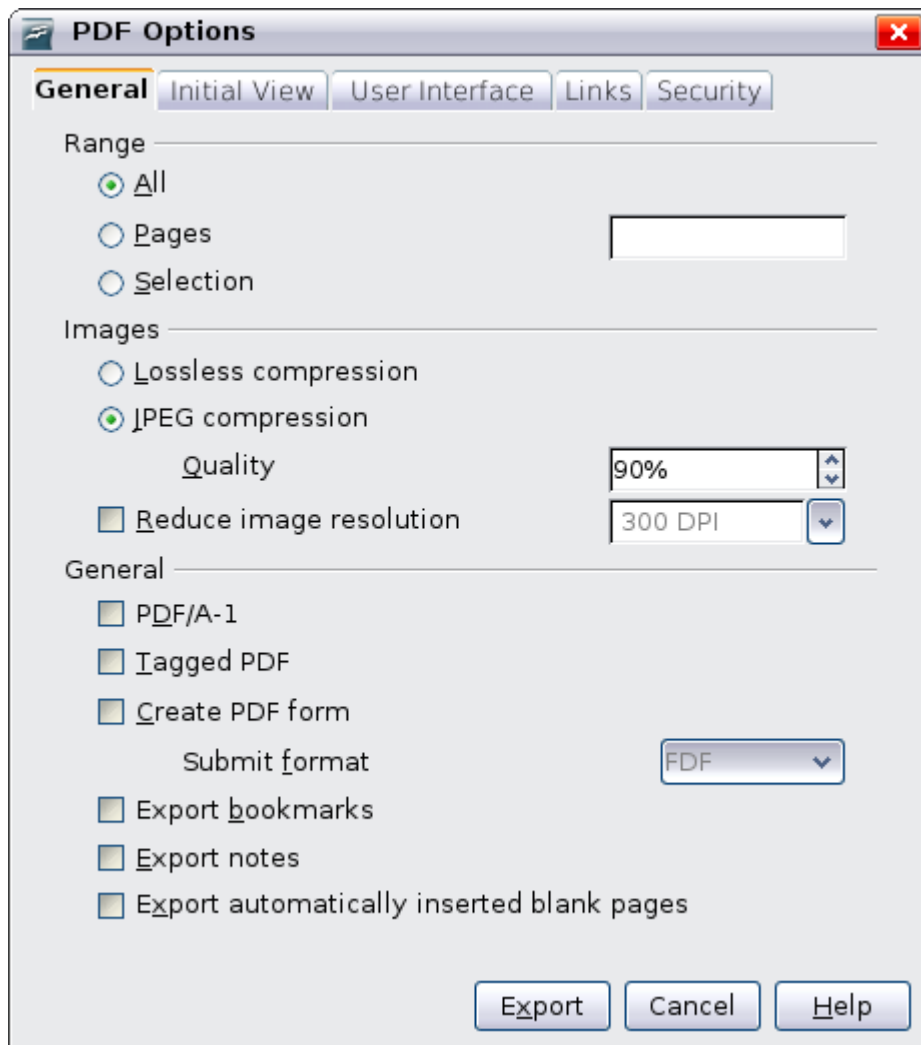 PDF Options
General Initial View User Interface Links Security
Range
All
Pages
Selection
Images
Lossless compression
JPEG compression
Quality 90%
Reduce image resolution 300 DPI
General
PDF/A-1
Tagged PDF
Create PDF form
Submit format FDF
Export bookmarks
Export notes
Export automatically inserted blank pages
Export Cancel Help